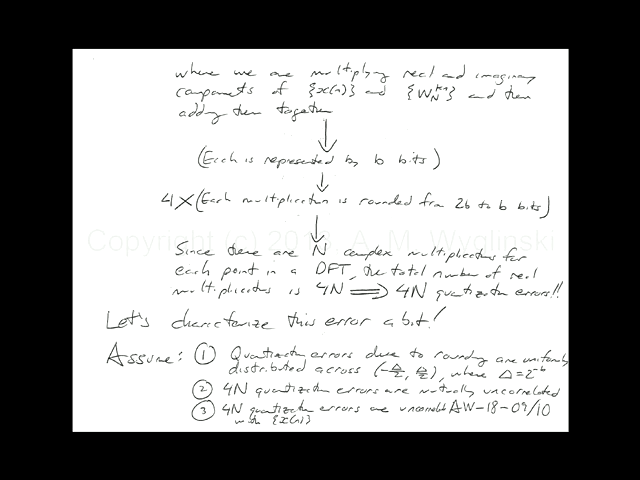 where we are multiplying real and imaginary
components of {x(n)} and {W_N^kn} and then
adding them together
(Each is represented by b bits)
4 X (Each multiplication is rounded from 2b to b bits)
Copyright (c) 2018, A. M. Wyglinski
Since there are N complex multiplications for
each point in a DFT, the total number of real
multiplications is 4N ⟹ 4N quantization errors!!
Let's characterize this error a bit!
Assume: ① Quantization errors due to rounding are uniformly
distributed across (-Δ/2, Δ/2), where Δ=2^-b
② 4N quantization errors are mutually uncorrelated
③ 4N quantization errors are AW-18-09/10
with {x(n)}